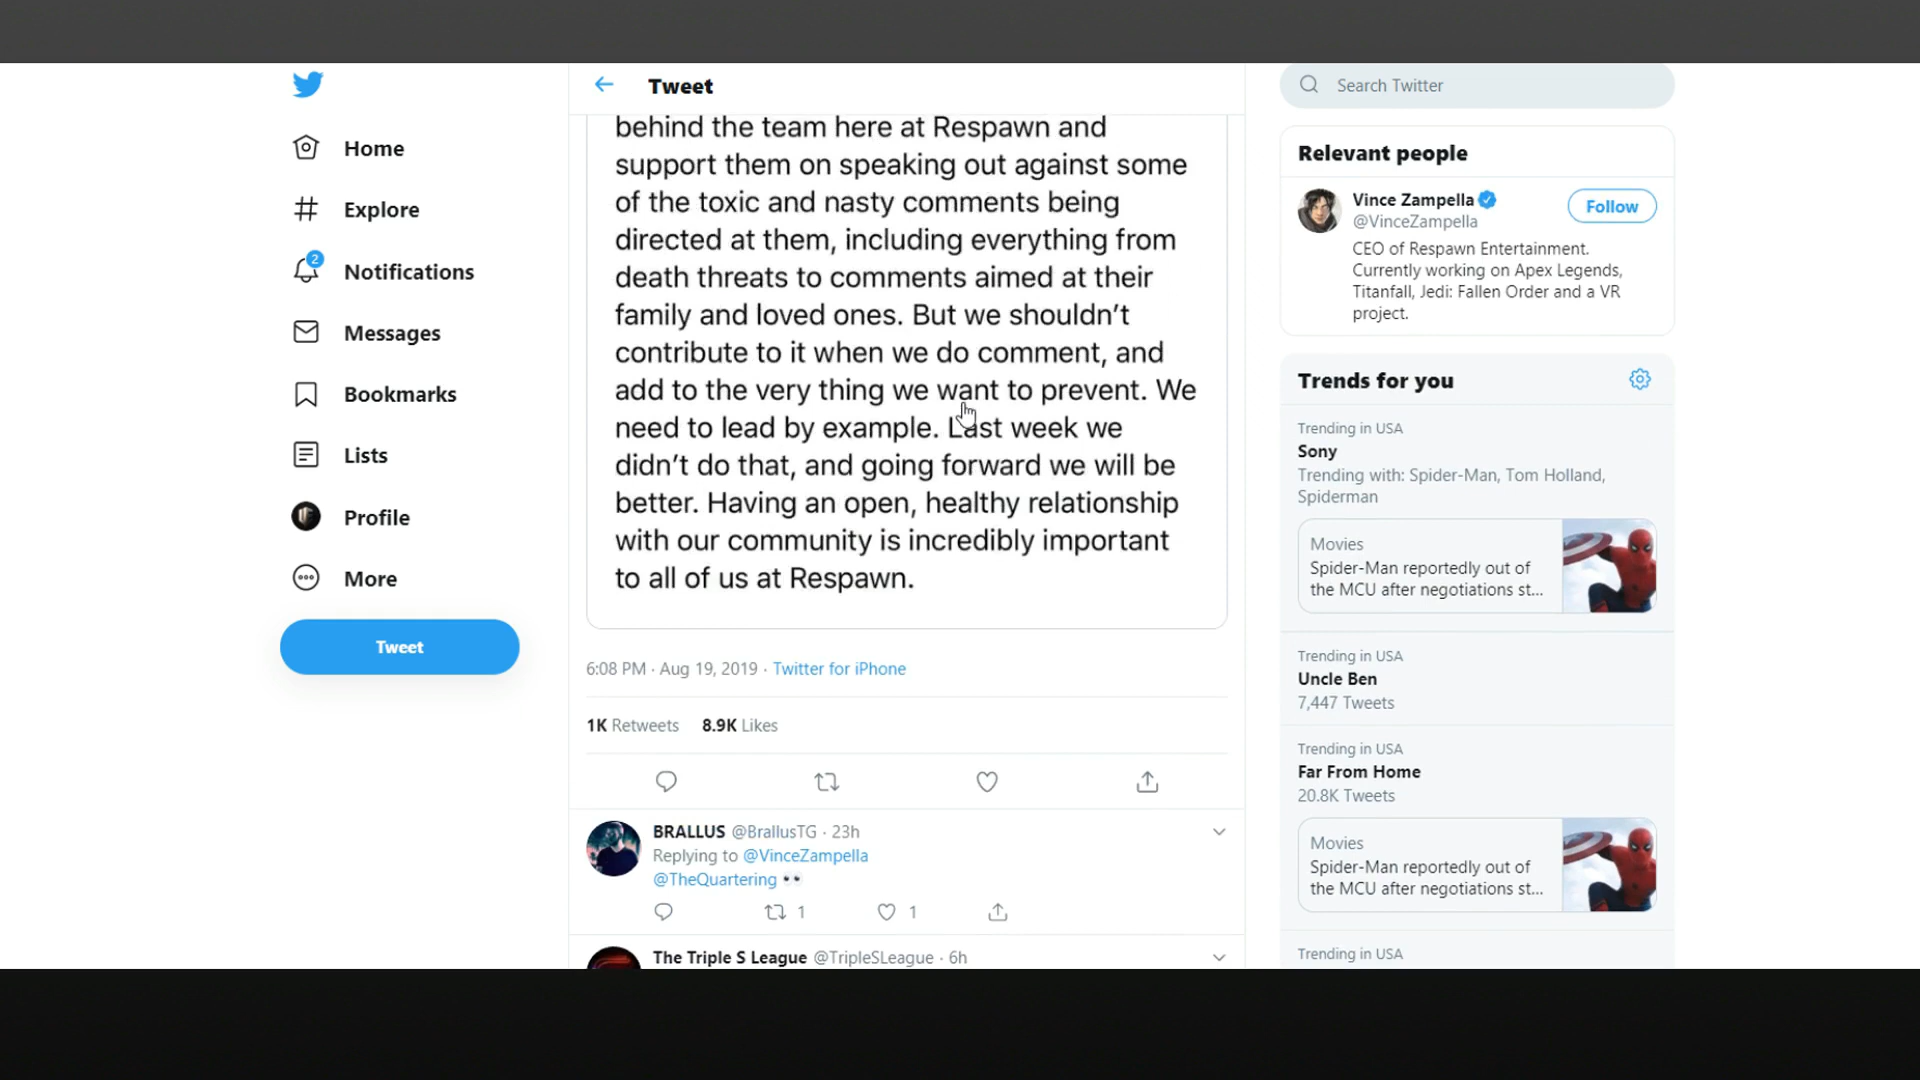 Home
Explore
2
Notifications
Messages
Bookmarks
Lists
Profile
More
Tweet
Tweet
behind the team here at Respawn and
support them on speaking out against some
of the toxic and nasty comments being
directed at them, including everything from
death threats to comments aimed at their
family and loved ones. But we shouldn’t
contribute to it when we do comment, and
add to the very thing we want to prevent. We
need to lead by example. Last week we
didn’t do that, and going forward we will be
better. Having an open, healthy relationship
with our community is incredibly important
to all of us at Respawn.
6:08 PM · Aug 19, 2019 · Twitter for iPhone
1K Retweets 8.9K Likes
BRALLUS @BrallusTG · 23h
Replying to @VinceZampella
@TheQuartering 👀
1 1
The Triple S League @TripleSLeague · 6h
Search Twitter
Relevant people
Vince Zampella
@VinceZampella
Follow
CEO of Respawn Entertainment.
Currently working on Apex Legends,
Titanfall, Jedi: Fallen Order and a VR
project.
Trends for you
Trending in USA
Sony
Trending with: Spider-Man, Tom Holland,
Spiderman
Movies
Spider-Man reportedly out of
the MCU after negotiations st...
Trending in USA
Uncle Ben
7,447 Tweets
Trending in USA
Far From Home
20.8K Tweets
Movies
Spider-Man reportedly out of
the MCU after negotiations st...
Trending in USA